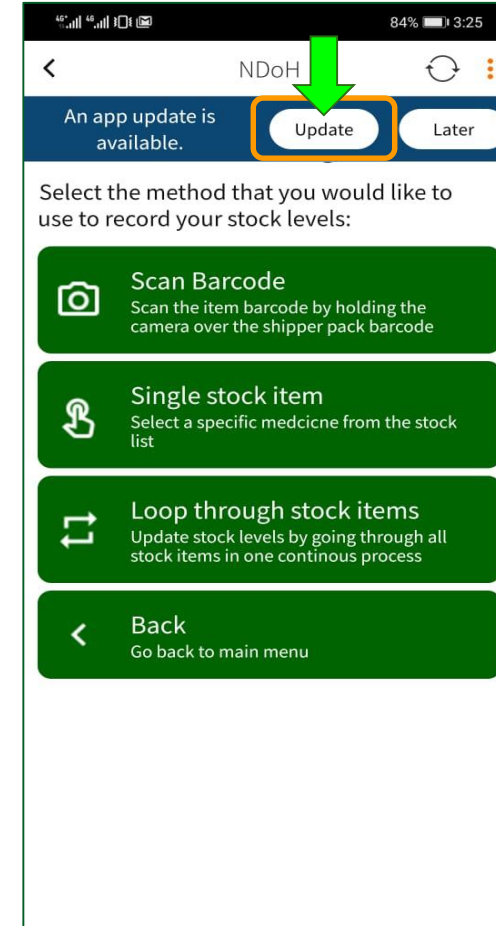 84% 3:25
NDoH
An app update is
available.
Update
Later
Select the method that you would like to
use to record your stock levels:
Scan Barcode
Scan the item barcode by holding the
camera over the shipper pack barcode
Single stock item
Select a specific medcicne from the stock
list
Loop through stock items
Update stock levels by going through all
stock items in one continous process
Back
Go back to main menu